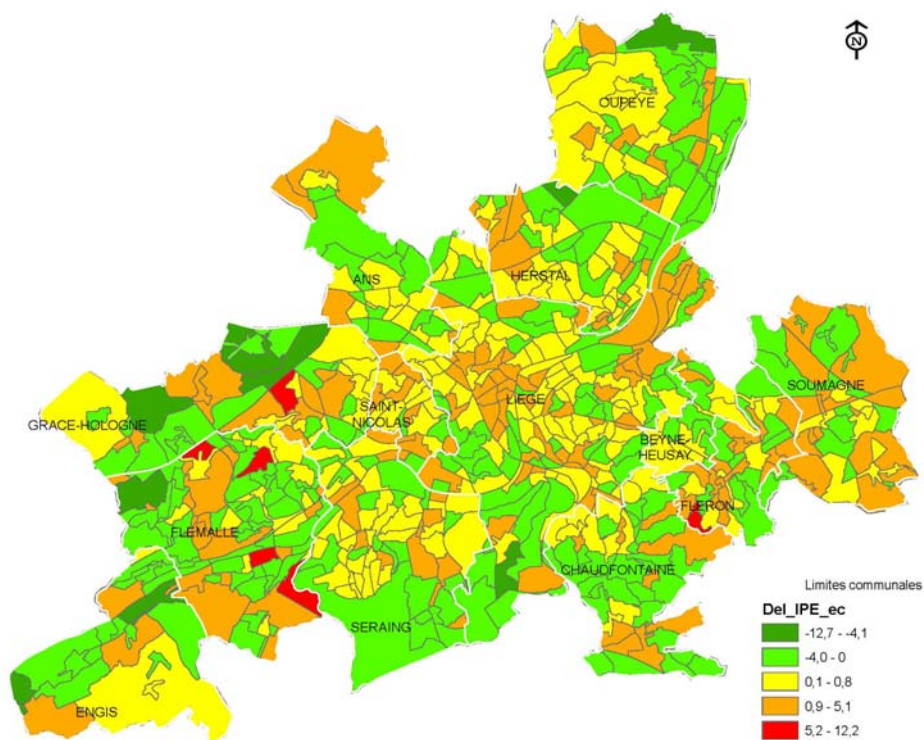 N
OUPEYE
HERSTAL
ANS
SOUMAGNE
LIEGE
SAINT-
NICOLAS
GRACE-HOLOGNE
BEYNE-
HEUSAY
FLERON
FLEMALLE
CHAUDFONTAINE
SERAING
ENGIS
Limites communales
Del_IPE_ec
-12,7 - -4,1
-4,0 - 0
0,1 - 0,8
0,9 - 5,1
5,2 - 12,2